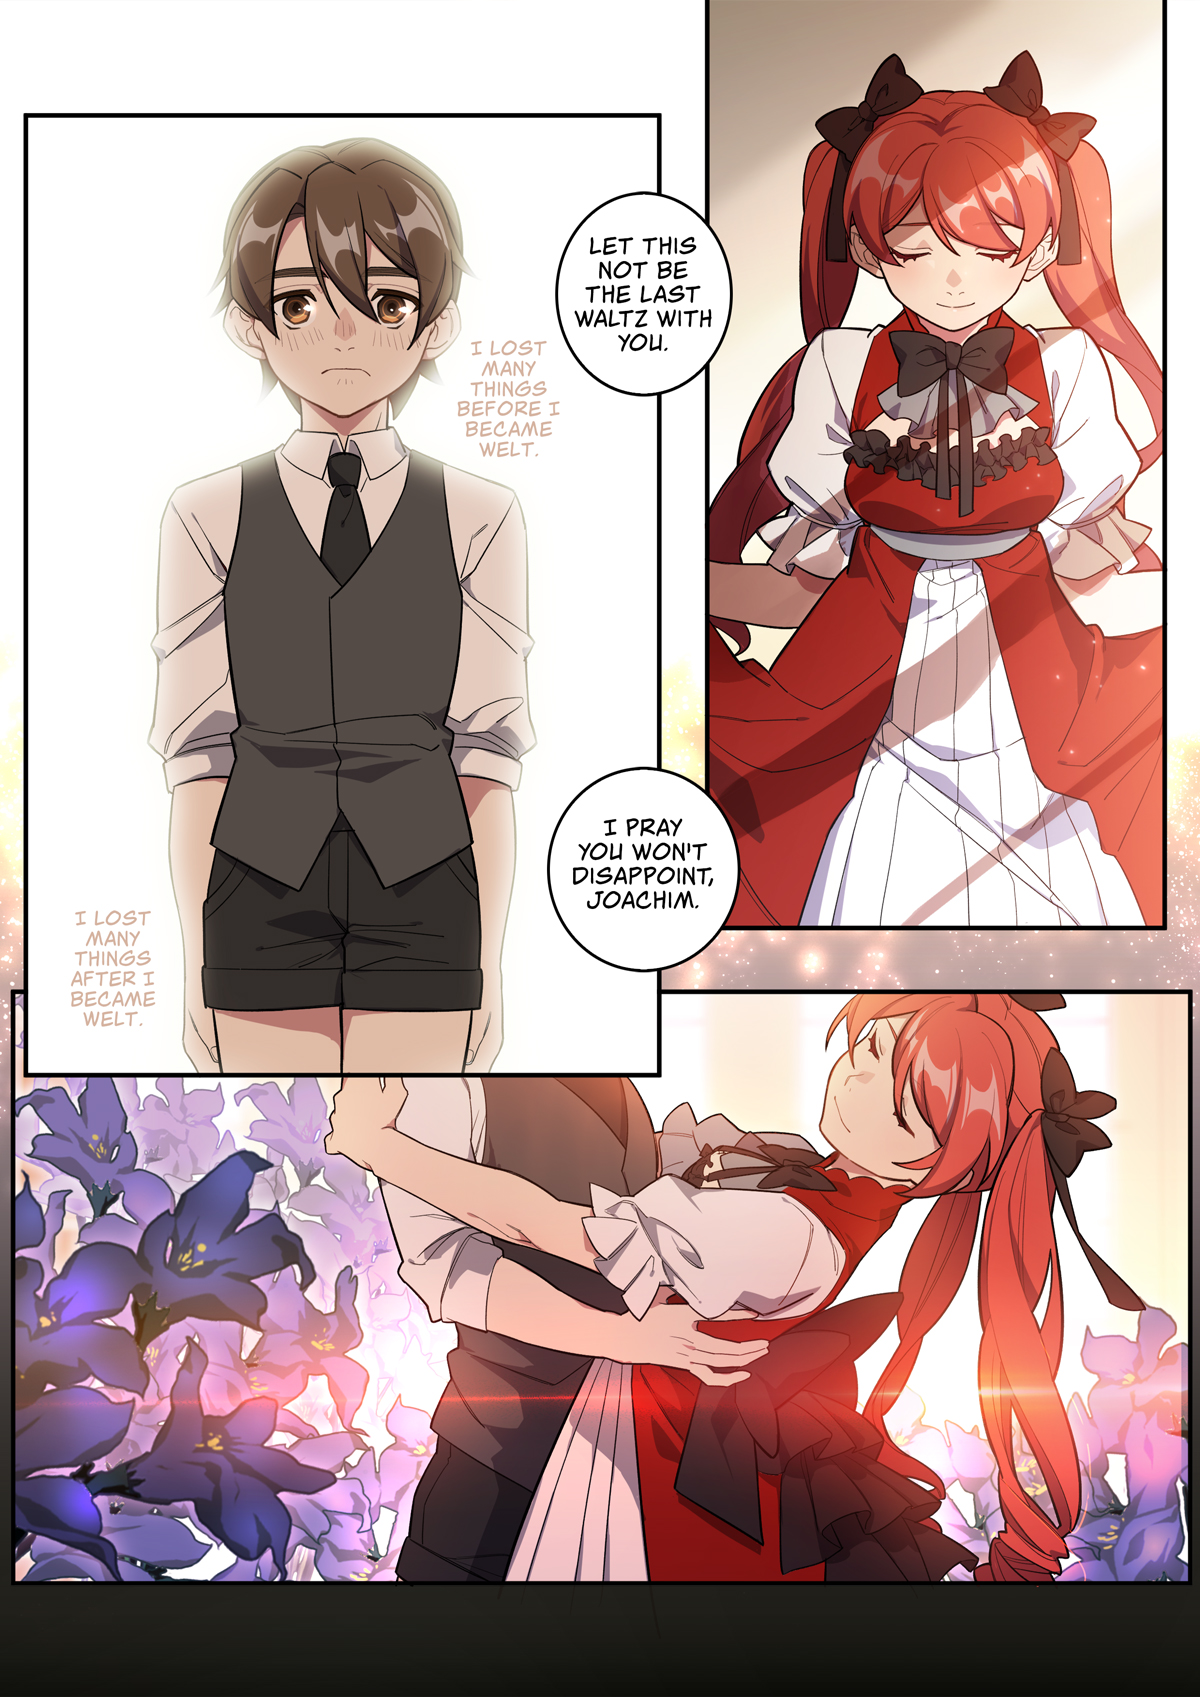 LET THIS
NOT BE
THE LAST
WALTZ WITH
YOU.
I LOST
MANY
THINGS
BEFORE I
BECAME
WELT.
I PRAY
YOU WON'T
DISAPPOINT,
JOACHIM.
I LOST
MANY
THINGS
AFTER I
BECAME
WELT.